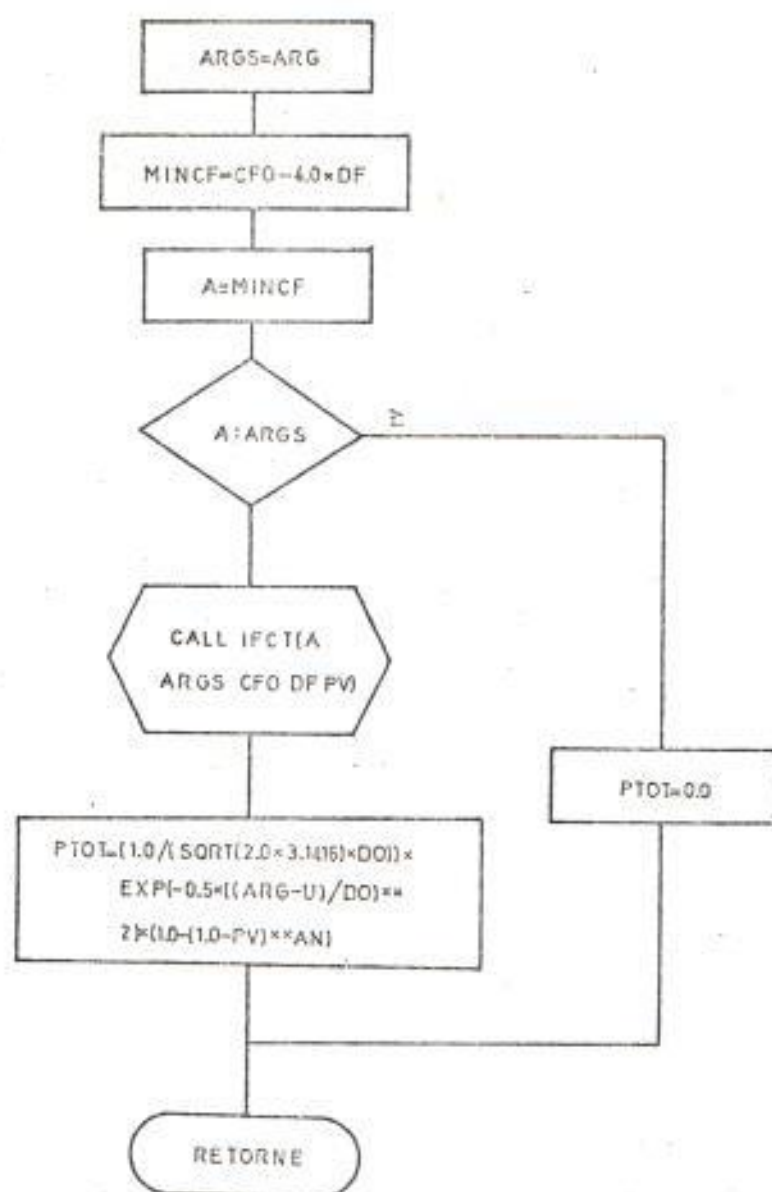 ARGS=ARG
MINCF=CFO-4.0×DF
A=MINCF
A:ARGS
CALL IFCT(A
ARGS CFO DF PV)
PTOT=0.0
PTOT=(1.0/(SQRT(2.0×3.1416)×DO))×
EXP(-0.5×((ARG-U)/DO)**
2)×(1.0-(1.0-PV)**AN)
RETORNE